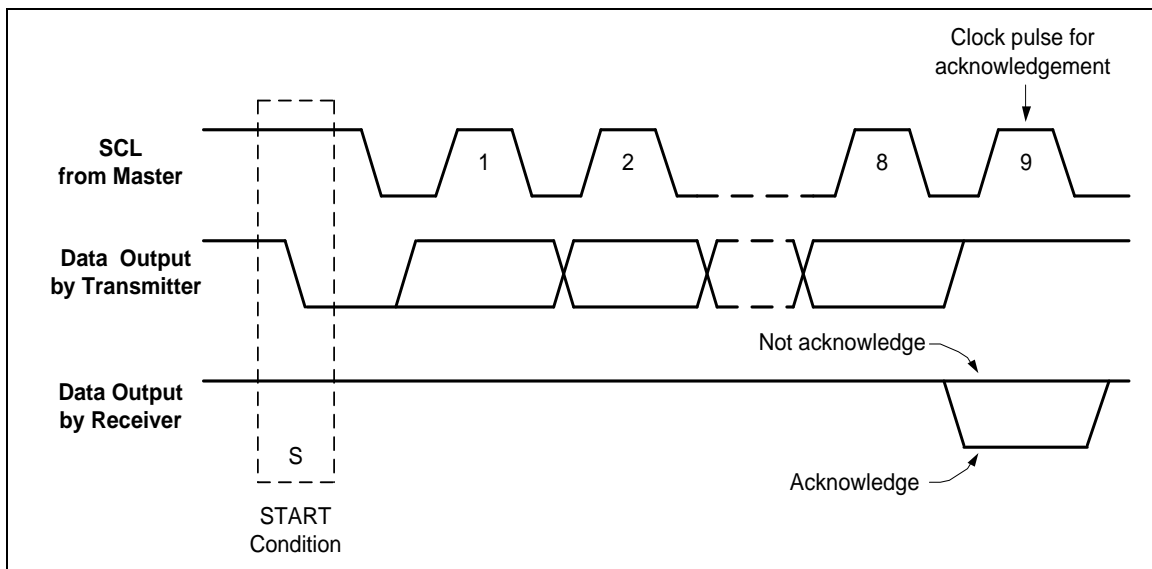 Clock pulse for
acknowledgement
SCL
from Master
1
2
8
9
Data Output
by Transmitter
Not acknowledge
Data Output
by Receiver
S
Acknowledge
START
Condition